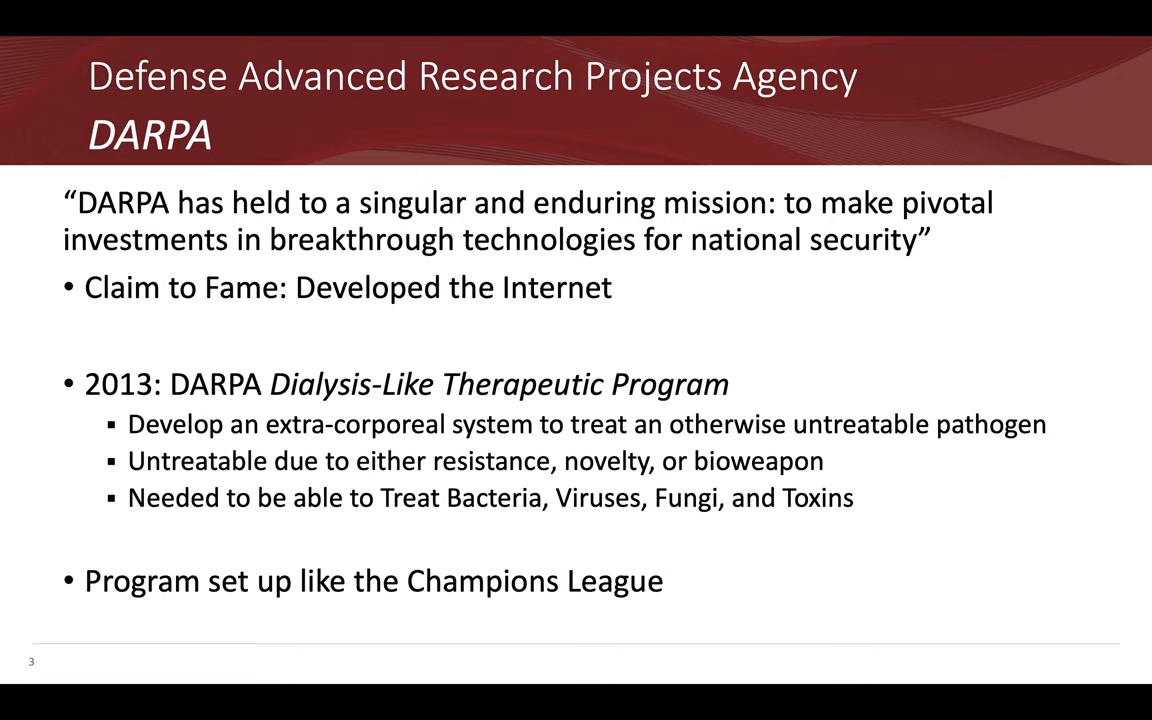 Defense Advanced Research Projects Agency
DARPA
“DARPA has held to a singular and enduring mission: to make pivotal
investments in breakthrough technologies for national security”
• Claim to Fame: Developed the Internet
• 2013: DARPA Dialysis-Like Therapeutic Program
▪ Develop an extra-corporeal system to treat an otherwise untreatable pathogen
▪ Untreatable due to either resistance, novelty, or bioweapon
▪ Needed to be able to Treat Bacteria, Viruses, Fungi, and Toxins
• Program set up like the Champions League
3